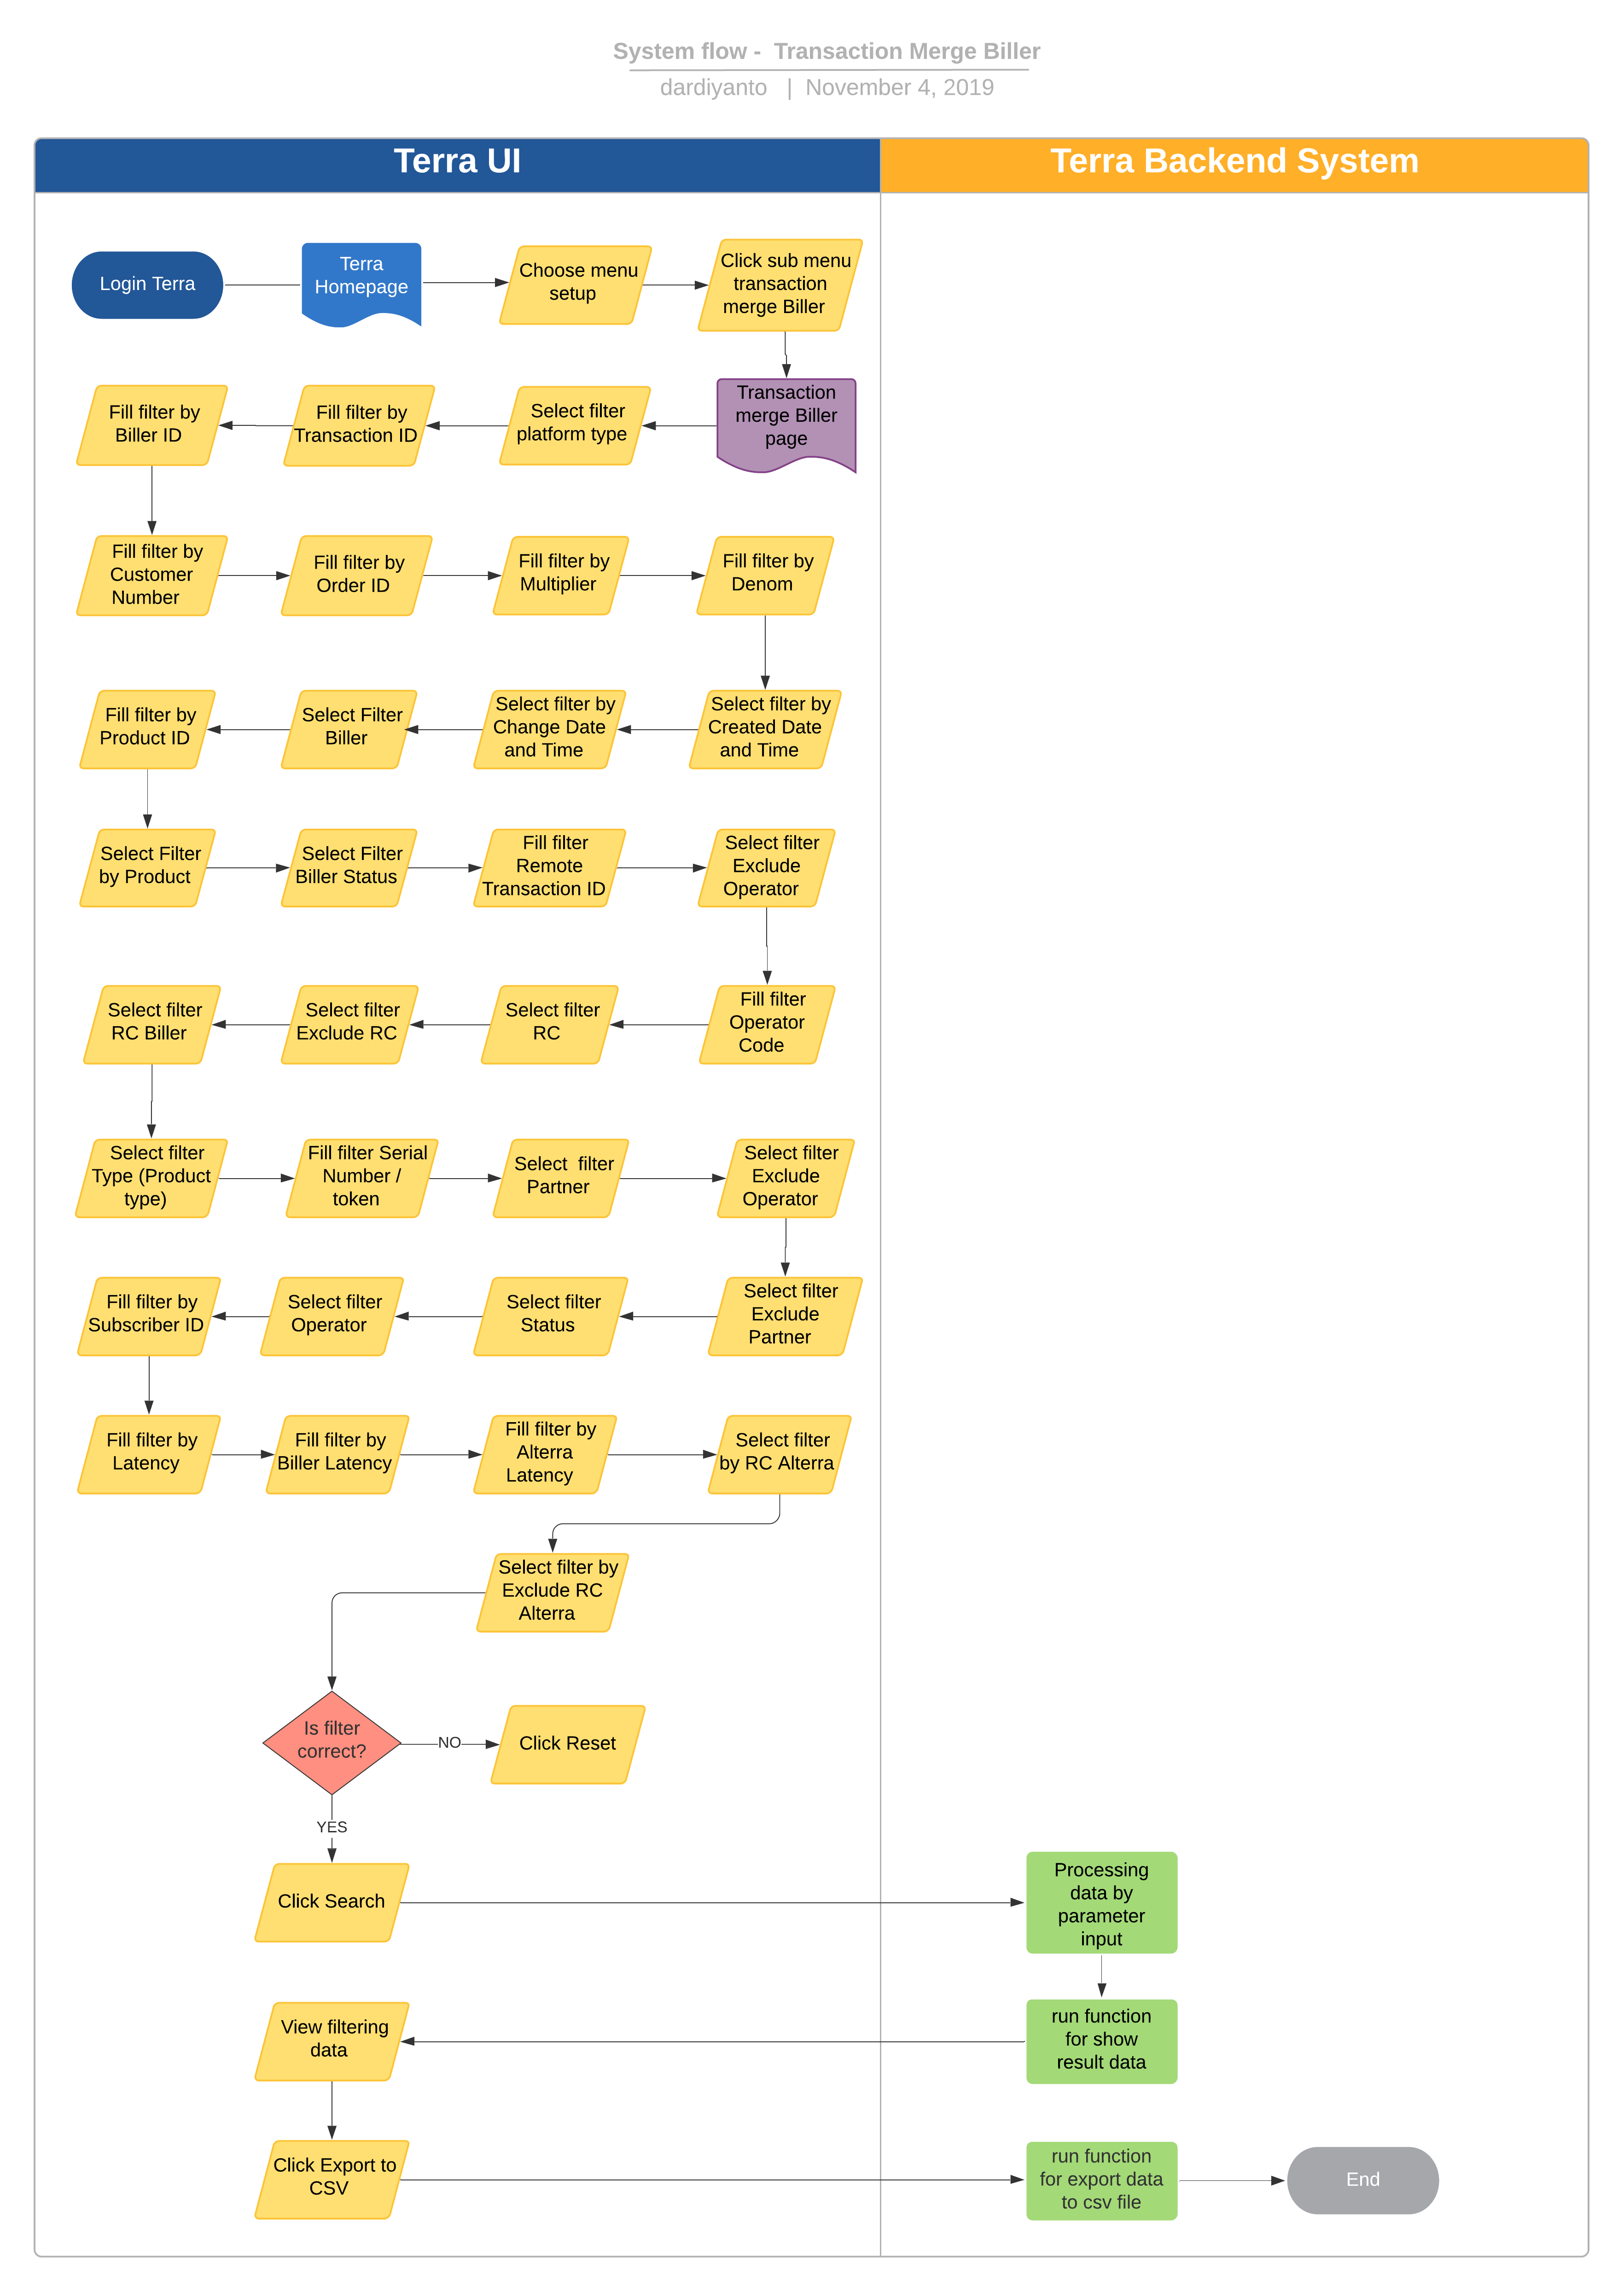 System flow -  Transaction Merge Biller
dardiyanto   |  November 4, 2019
Terra UI
Terra Backend System
Login Terra
Terra
Homepage
Choose menu
setup
Click sub menu
transaction
merge Biller
Transaction
merge Biller
page
Select filter
platform type
Fill filter by
Transaction ID
Fill filter by
Biller ID
Fill filter by
Customer
Number
Fill filter by
Order ID
Fill filter by
Multiplier
Fill filter by
Denom
Select filter by
Created Date
and Time
Select filter by
Change Date
and Time
Select Filter
Biller
Fill filter by
Product ID
Select Filter
by Product
Select Filter
Biller Status
Fill filter
Remote
Transaction ID
Select filter
Exclude
Operator
Fill filter
Operator
Code
Select filter
RC
Select filter
Exclude RC
Select filter
RC Biller
Select filter
Type (Product
type)
Fill filter Serial
Number /
token
Select  filter
Partner
Select filter
Exclude
Operator
Select filter
Exclude
Partner
Select filter
Status
Select filter
Operator
Fill filter by
Subscriber ID
Fill filter by
Latency
Fill filter by
Biller Latency
Fill filter by
Alterra
Latency
Select filter
by RC Alterra
Select filter by
Exclude RC
Alterra
Is filter
correct?
NO
Click Reset
YES
Click Search
Processing
data by
parameter
input
run function
for show
result data
View filtering
data
Click Export to
CSV
run function
for export data
to csv file
End